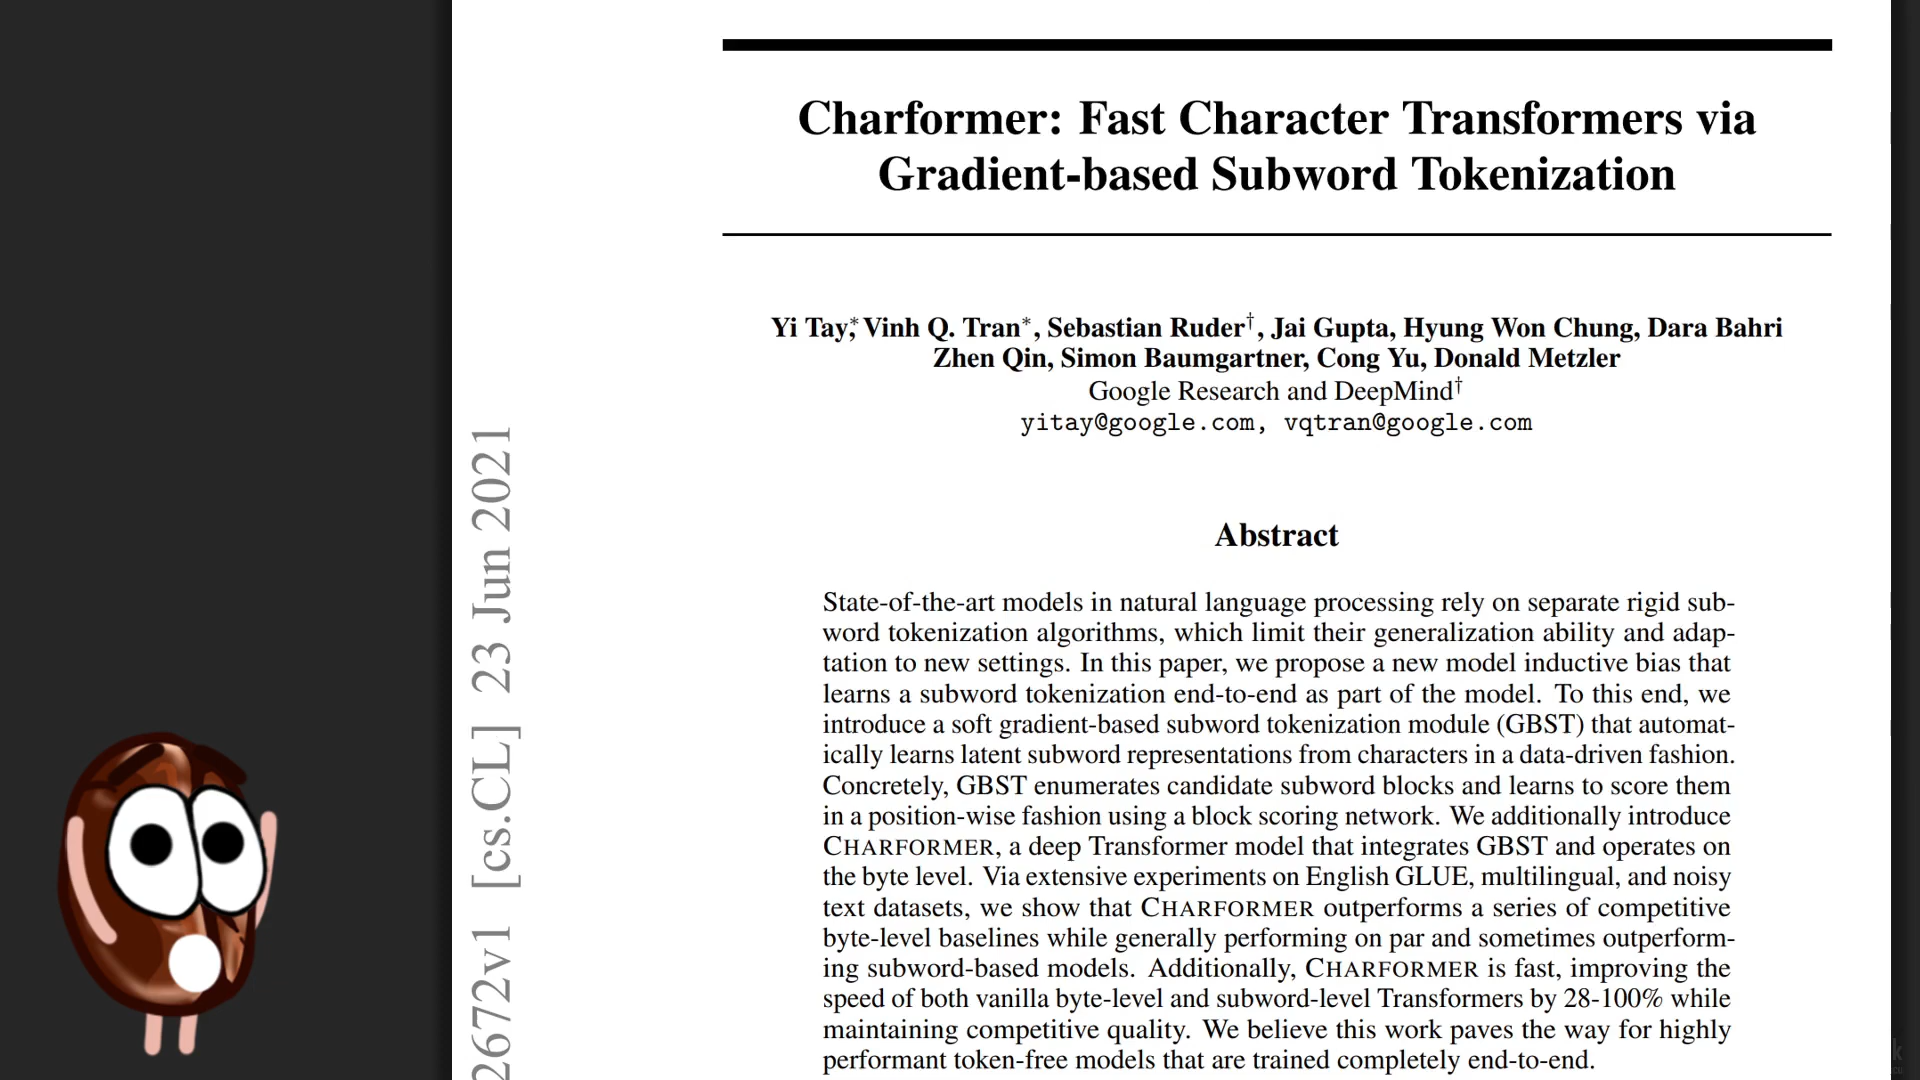 Charformer: Fast Character Transformers via
Gradient-based Subword Tokenization
Yi Tay,* Vinh Q. Tran*, Sebastian Ruder†, Jai Gupta, Hyung Won Chung, Dara Bahri
Zhen Qin, Simon Baumgartner, Cong Yu, Donald Metzler
Google Research and DeepMind†
yitay@google.com, vqtran@google.com
Abstract
State-of-the-art models in natural language processing rely on separate rigid sub-
word tokenization algorithms, which limit their generalization ability and adap-
tation to new settings. In this paper, we propose a new model inductive bias that
learns a subword tokenization end-to-end as part of the model. To this end, we
introduce a soft gradient-based subword tokenization module (GBST) that automat-
ically learns latent subword representations from characters in a data-driven fashion.
Concretely, GBST enumerates candidate subword blocks and learns to score them
in a position-wise fashion using a block scoring network. We additionally introduce
CHARFORMER, a deep Transformer model that integrates GBST and operates on
the byte level. Via extensive experiments on English GLUE, multilingual, and noisy
text datasets, we show that CHARFORMER outperforms a series of competitive
byte-level baselines while generally performing on par and sometimes outperform-
ing subword-based models. Additionally, CHARFORMER is fast, improving the
speed of both vanilla byte-level and subword-level Transformers by 28-100% while
maintaining competitive quality. We believe this work paves the way for highly
performant token-free models that are trained completely end-to-end.
2672v1 [cs.CL] 23 Jun 2021